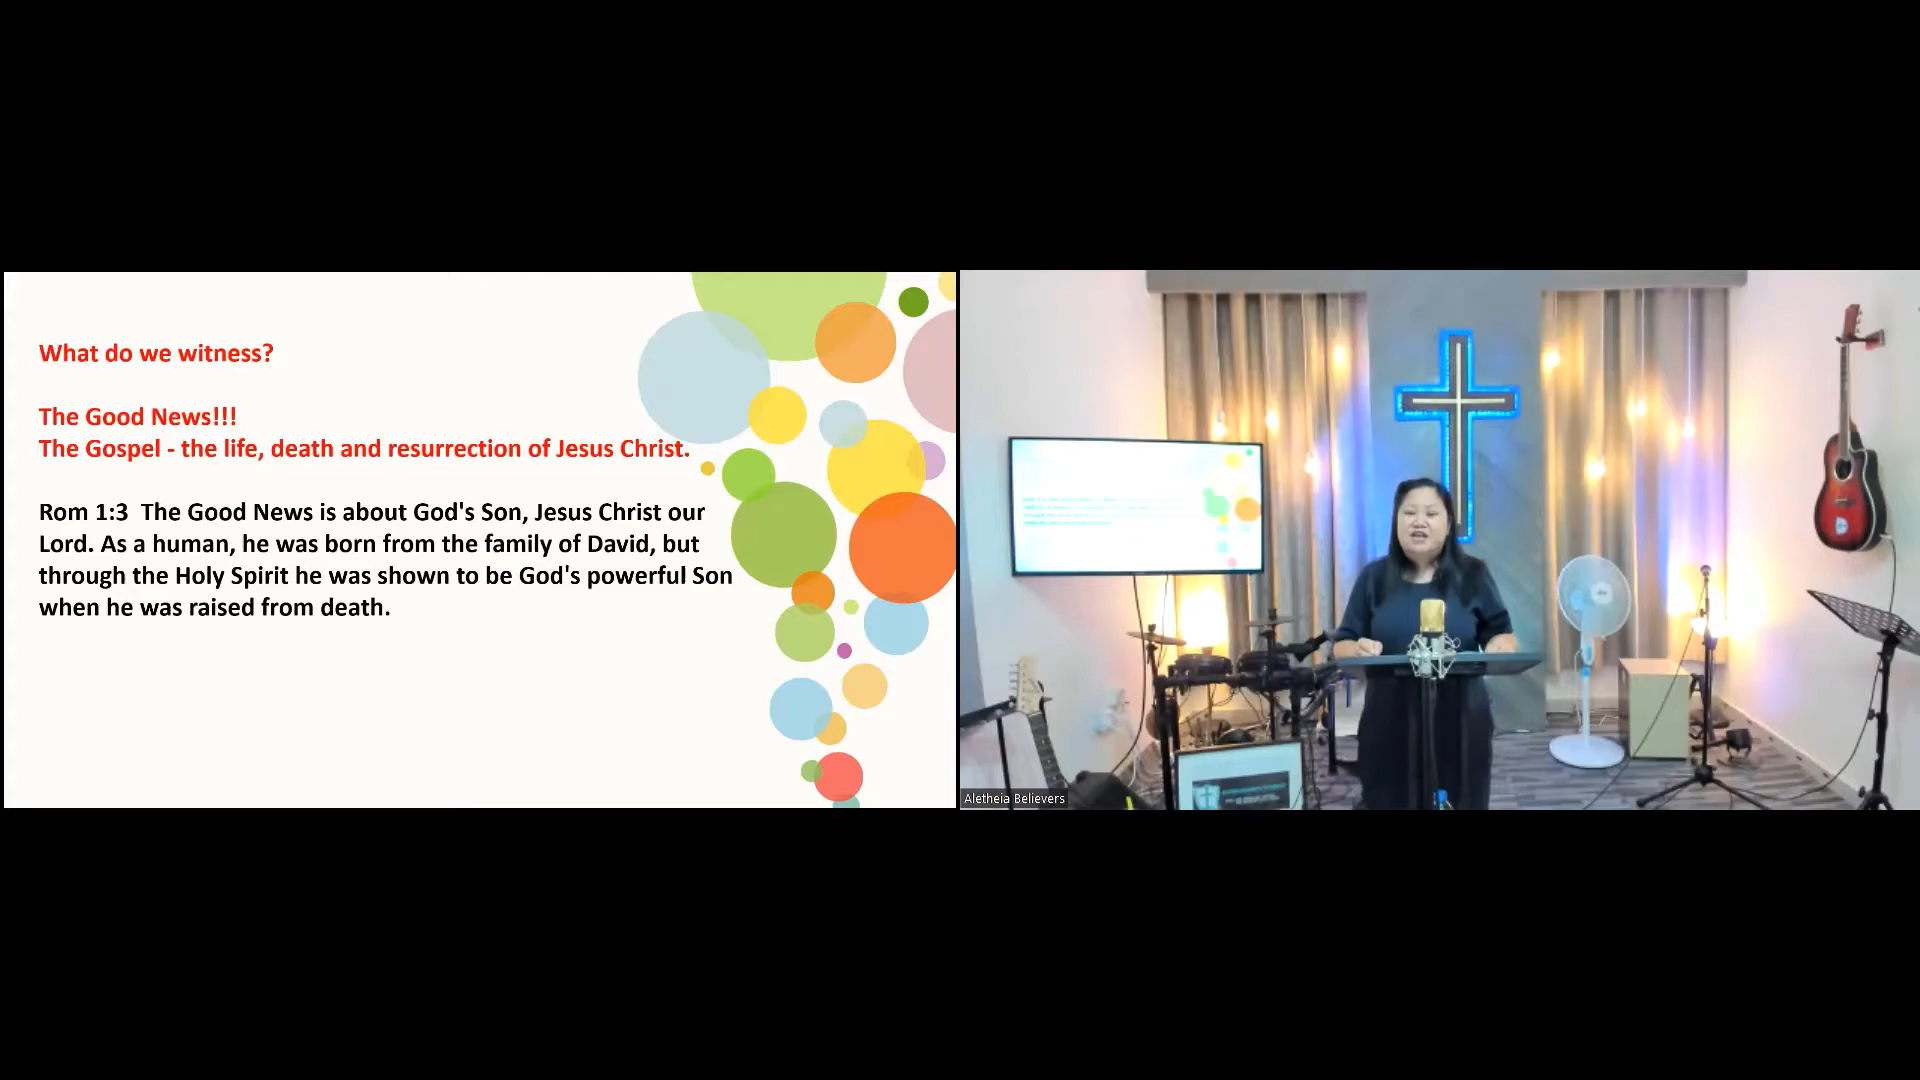 What do we witness?
The Good News!!!
The Gospel - the life, death and resurrection of Jesus Christ.
Rom 1:3  The Good News is about God's Son, Jesus Christ our
Lord. As a human, he was born from the family of David, but
through the Holy Spirit he was shown to be God's powerful Son
when he was raised from death.
Aletheia Believers